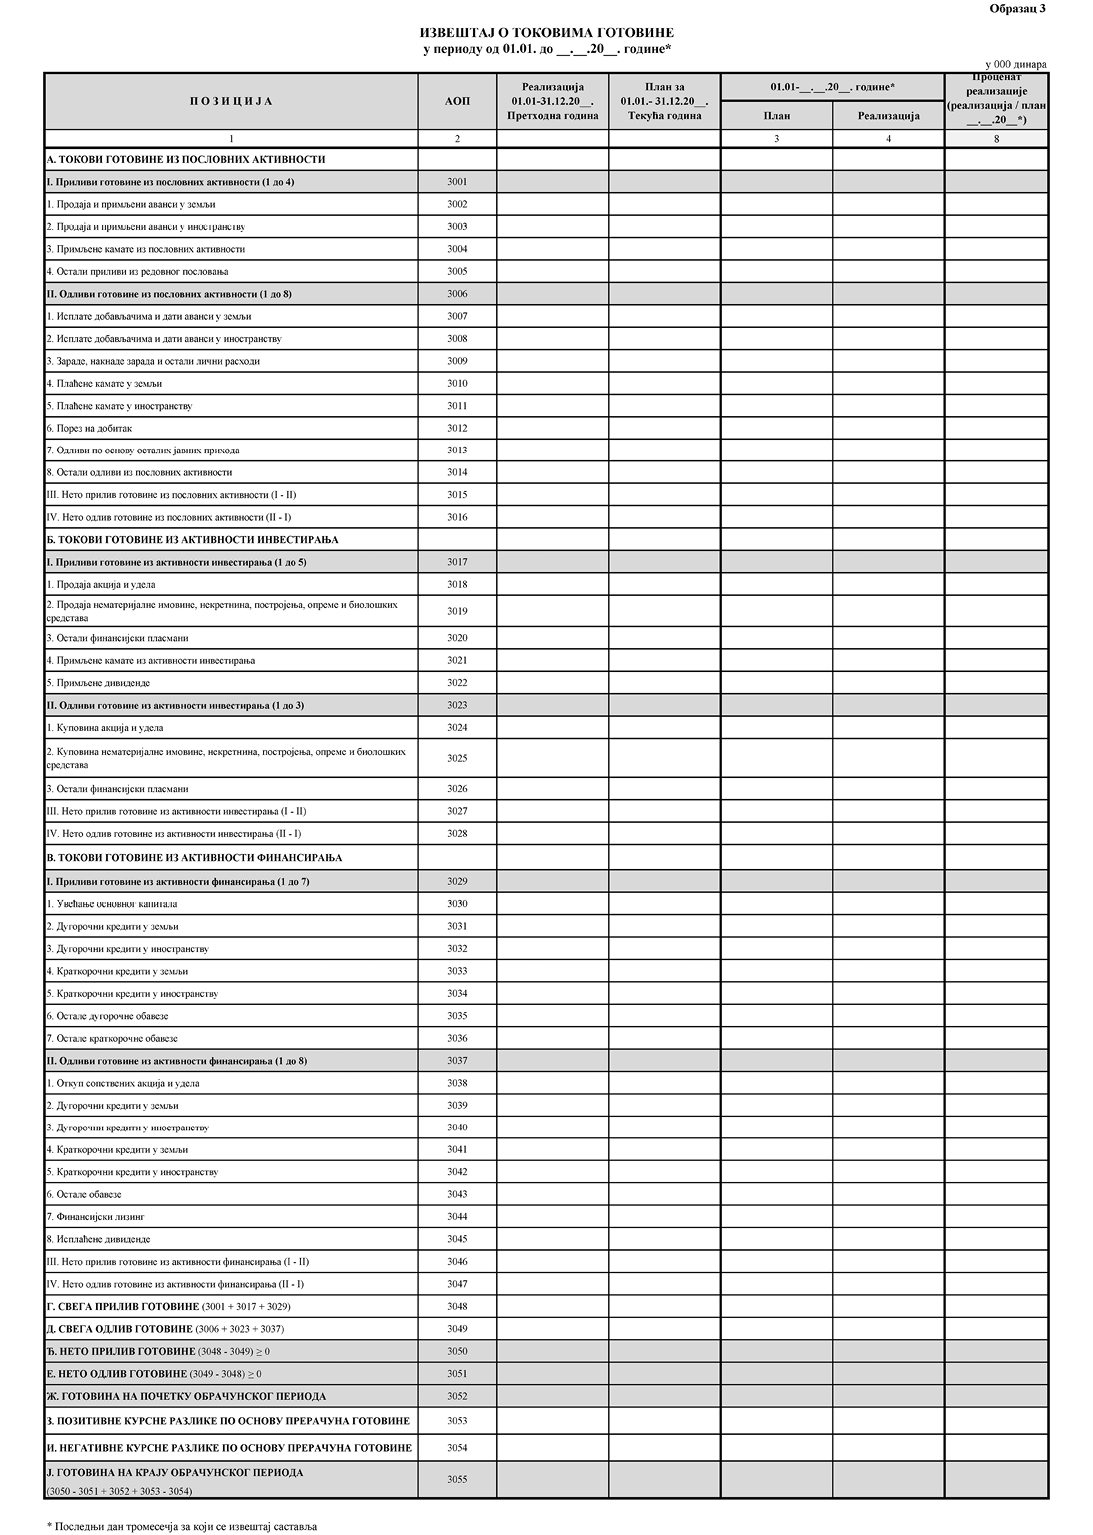 Образац 3
ИЗВЕШТАЈ О ТОКОВИМА ГОТОВИНЕ
у периоду од 01.01. до __.__.20__. године*
у 000 динара
П О З И Ц И Ј А
АОП
Реализација
01.01-31.12.20__.
Претходна година
План за
01.01.- 31.12.20__.
Текућа година
01.01-__.__.20__. године*
План
Реализација
Проценат
реализације
(реализација / план
__.__.20__*)
1 2 3 4 8
А. ТОКОВИ ГОТОВИНЕ ИЗ ПОСЛОВНИХ АКТИВНОСТИ
I. Приливи готовине из пословних активности (1 до 4) 3001
1. Продаја и примљени аванси у земљи 3002
2. Продаја и примљени аванси у иностранству 3003
3. Примљене камате из пословних активности 3004
4. Остали приливи из редовног пословања 3005
II. Одливи готовине из пословних активности (1 до 8) 3006
1. Исплате добављачима и дати аванси у земљи 3007
2. Исплате добављачима и дати аванси у иностранству 3008
3. Зараде, накнаде зарада и остали лични расходи 3009
4. Плаћене камате у земљи 3010
5. Плаћене камате у иностранству 3011
6. Порез на добитак 3012
7. Одливи по основу осталих јавних прихода 3013
8. Остали одливи из пословних активности 3014
III. Нето прилив готовине из пословних активности (I - II) 3015
IV. Нето одлив готовине из пословних активности (II - I) 3016
Б. ТОКОВИ ГОТОВИНЕ ИЗ АКТИВНОСТИ ИНВЕСТИРАЊА
I. Приливи готовине из активности инвестирања (1 до 5) 3017
1. Продаја акција и удела 3018
2. Продаја нематеријалне имовине, некретнина, постројења, опреме и биолошких
средстава 3019
3. Остали финансијски пласмани 3020
4. Примљене камате из активности инвестирања 3021
5. Примљене дивиденде 3022
II. Одливи готовине из активности инвестирања (1 до 3) 3023
1. Куповина акција и удела 3024
2. Куповина нематеријалне имовине, некретнина, постројења, опреме и биолошких
средстава 3025
3. Остали финансијски пласмани 3026
III. Нето прилив готовине из активности инвестирања (I - II) 3027
IV. Нето одлив готовине из активности инвестирања (II - I) 3028
В. ТОКОВИ ГОТОВИНЕ ИЗ АКТИВНОСТИ ФИНАНСИРАЊА
I. Приливи готовине из активности финансирања (1 до 7) 3029
1. Увећање основног капитала 3030
2. Дугорочни кредити у земљи 3031
3. Дугорочни кредити у иностранству 3032
4. Краткорочни кредити у земљи 3033
5. Краткорочни кредити у иностранству 3034
6. Остале дугорочне обавезе 3035
7. Остале краткорочне обавезе 3036
II. Одливи готовине из активности финансирања (1 до 8) 3037
1. Откуп сопствених акција и удела 3038
2. Дугорочни кредити у земљи 3039
3. Дугорочни кредити у иностранству 3040
4. Краткорочни кредити у земљи 3041
5. Краткорочни кредити у иностранству 3042
6. Остале обавезе 3043
7. Финансијски лизинг 3044
8. Исплаћене дивиденде 3045
III. Нето прилив готовине из активности финансирања (I - II) 3046
IV. Нето одлив готовине из активности финансирања (II - I) 3047
Г. СВЕГА ПРИЛИВ ГОТОВИНЕ (3001 + 3017 + 3029) 3048
Д. СВЕГА ОДЛИВ ГОТОВИНЕ (3006 + 3023 + 3037) 3049
Ђ. НЕТО ПРИЛИВ ГОТОВИНЕ (3048 - 3049) ≥ 0 3050
Е. НЕТО ОДЛИВ ГОТОВИНЕ (3049 - 3048) ≥ 0 3051
Ж. ГОТОВИНА НА ПОЧЕТКУ ОБРАЧУНСКОГ ПЕРИОДА 3052
З. ПОЗИТИВНЕ КУРСНЕ РАЗЛИКЕ ПО ОСНОВУ ПРЕРАЧУНА ГОТОВИНЕ 3053
И. НЕГАТИВНЕ КУРСНЕ РАЗЛИКЕ ПО ОСНОВУ ПРЕРАЧУНА ГОТОВИНЕ 3054
Ј. ГОТОВИНА НА КРАЈУ ОБРАЧУНСКОГ ПЕРИОДА
(3050 - 3051 + 3052 + 3053 - 3054) 3055
* Последњи дан тромесечја за који се извештај саставља